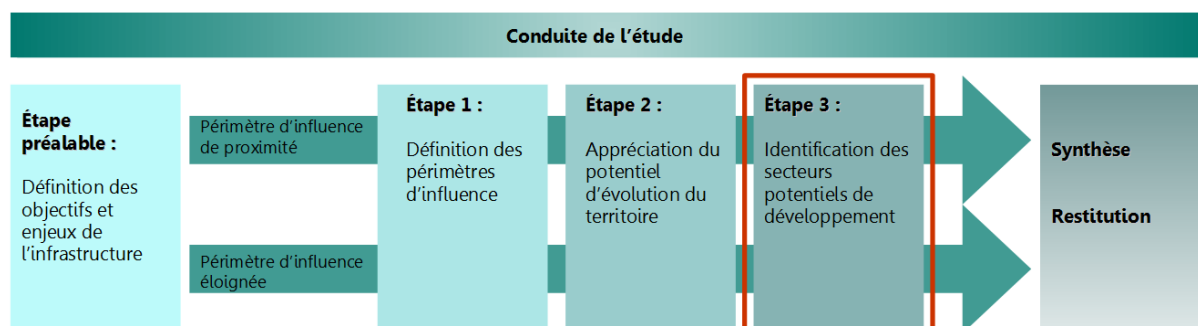 Conduite de l'étude
Étape
préalable :
Définition des
objectifs et
enjeux de
l'infrastructure
Périmètre d'influence
de proximité
Périmètre d'influence
éloignée
Étape 1 :
Définition des
périmètres
d'influence
Étape 2 :
Appréciation du
potentiel
d'évolution du
territoire
Étape 3 :
Identification des
secteurs
potentiels de
développement
Synthèse
Restitution